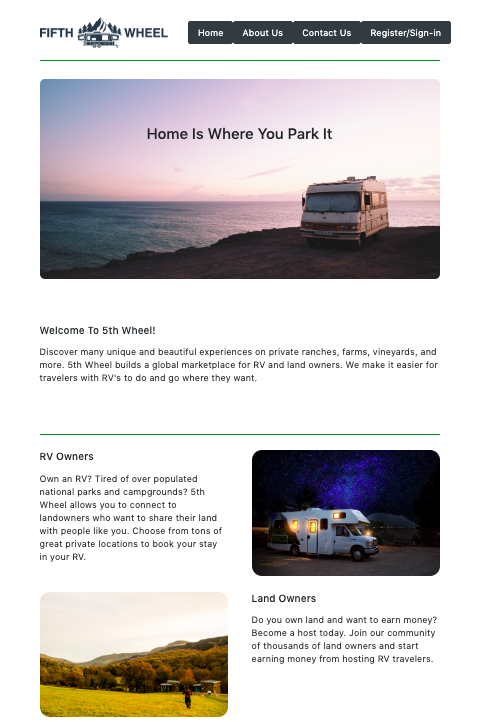 FIFTH WHEEL
Home About Us Contact Us Register/Sign-in
Home Is Where You Park It
Welcome To 5th Wheel!
Discover many unique and beautiful experiences on private ranches, farms, vineyards, and
more. 5th Wheel builds a global marketplace for RV and land owners. We make it easier for
travelers with RV's to do and go where they want.
RV Owners
Own an RV? Tired of over populated
national parks and campgrounds? 5th
Wheel allows you to connect to
landowners who want to share their land
with people like you. Choose from tons of
great private locations to book your stay
in your RV.
Land Owners
Do you own land and want to earn money?
Become a host today. Join our community
of thousands of land owners and start
earning money from hosting RV travelers.